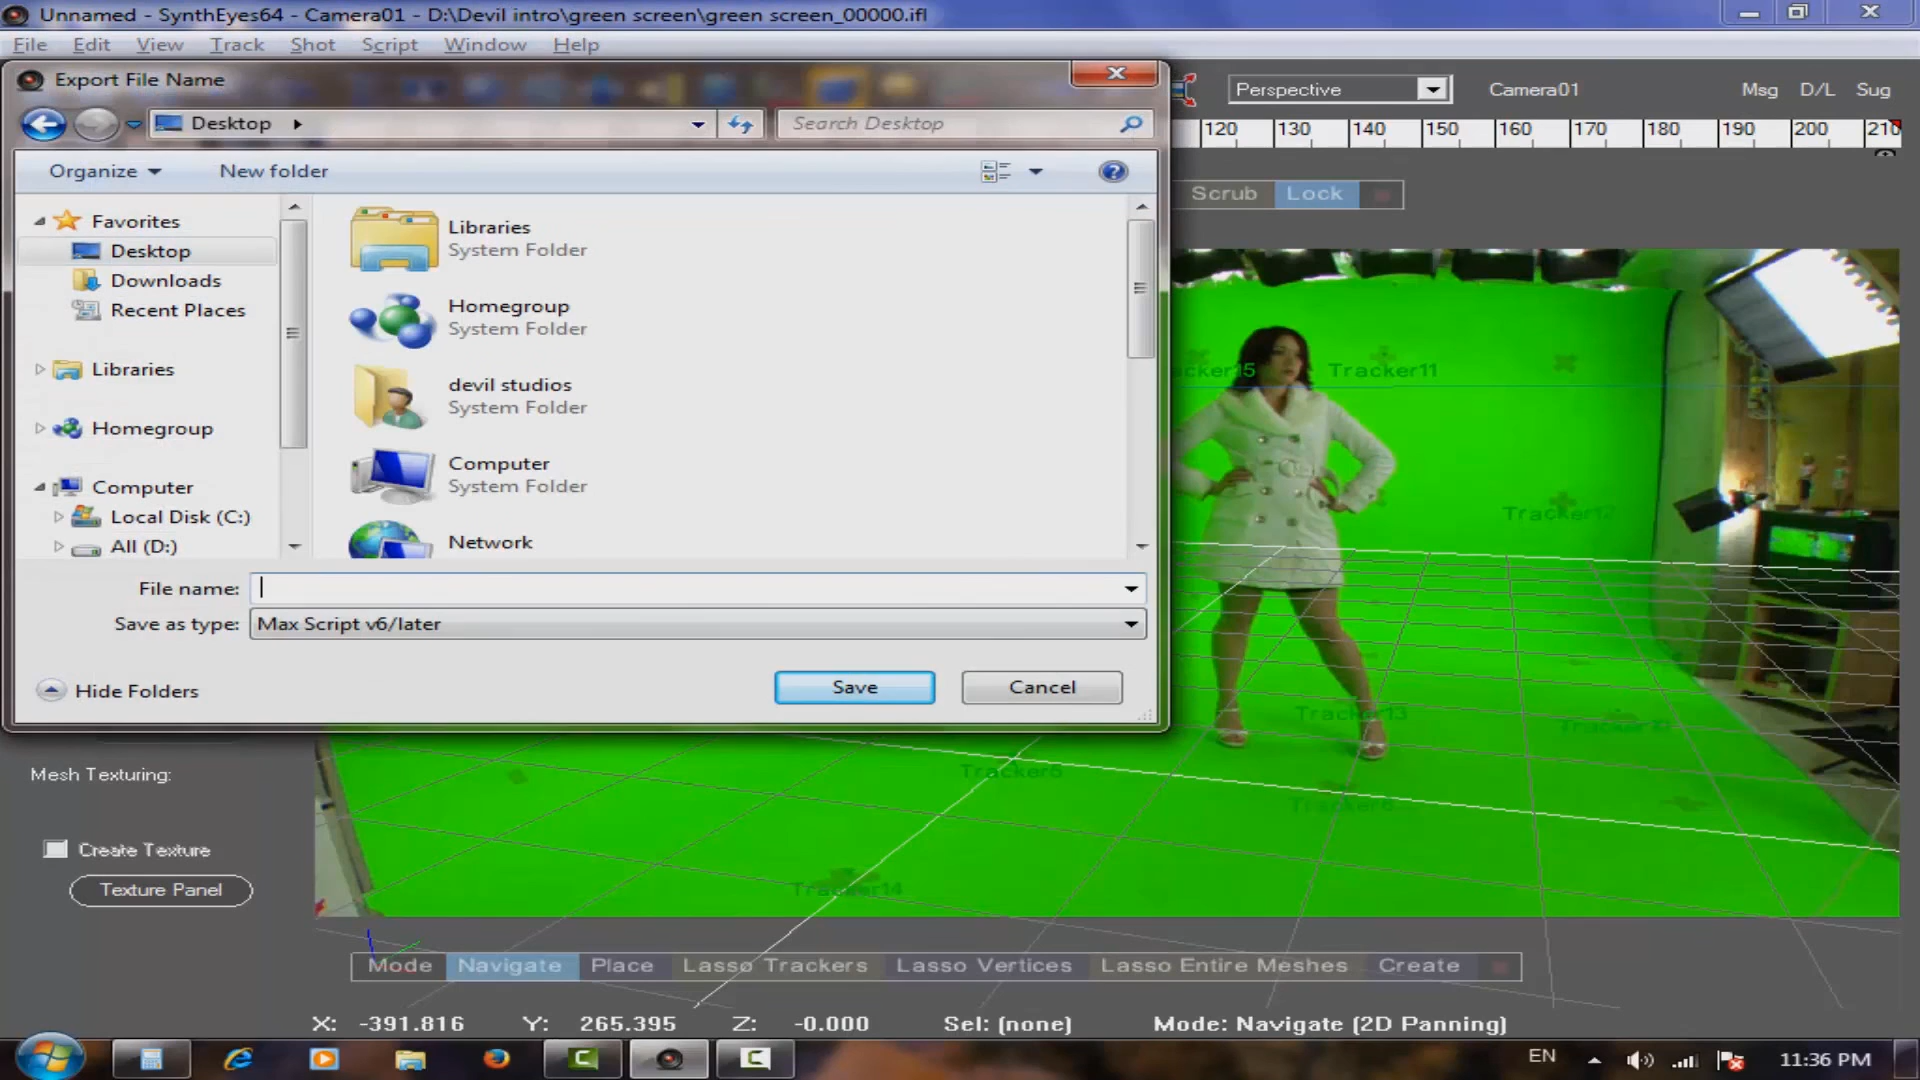 Unnamed - SynthEyes64 - Camera01 - D:\Devil intro\green screen\green screen_00000.ifl
File Edit View Track Shot Script Window Help
Export File Name
Perspective
Camera01
Msg D/L Sug
Desktop
Search Desktop
120 130 140 150 160 170 180 190 200 210
Organize
New folder
Scrub Lock
Favorites
Desktop
Downloads
Recent Places
Libraries
Homegroup
Computer
Local Disk (C:)
All (D:)
Libraries
System Folder
Homegroup
System Folder
devil studios
System Folder
Computer
System Folder
Network
Tracker11
Tracker13
Tracker5
Tracker14
File name:
Save as type: Max Script v6/later
Hide Folders
Save
Cancel
Mesh Texturing:
Create Texture
Texture Panel
Mode Navigate Place Lasso Trackers Lasso Vertices Lasso Entire Meshes Create
X: -391.816 Y: 265.395 Z: -0.000 Sel: (none) Mode: Navigate (2D Panning)
EN
11:36 PM